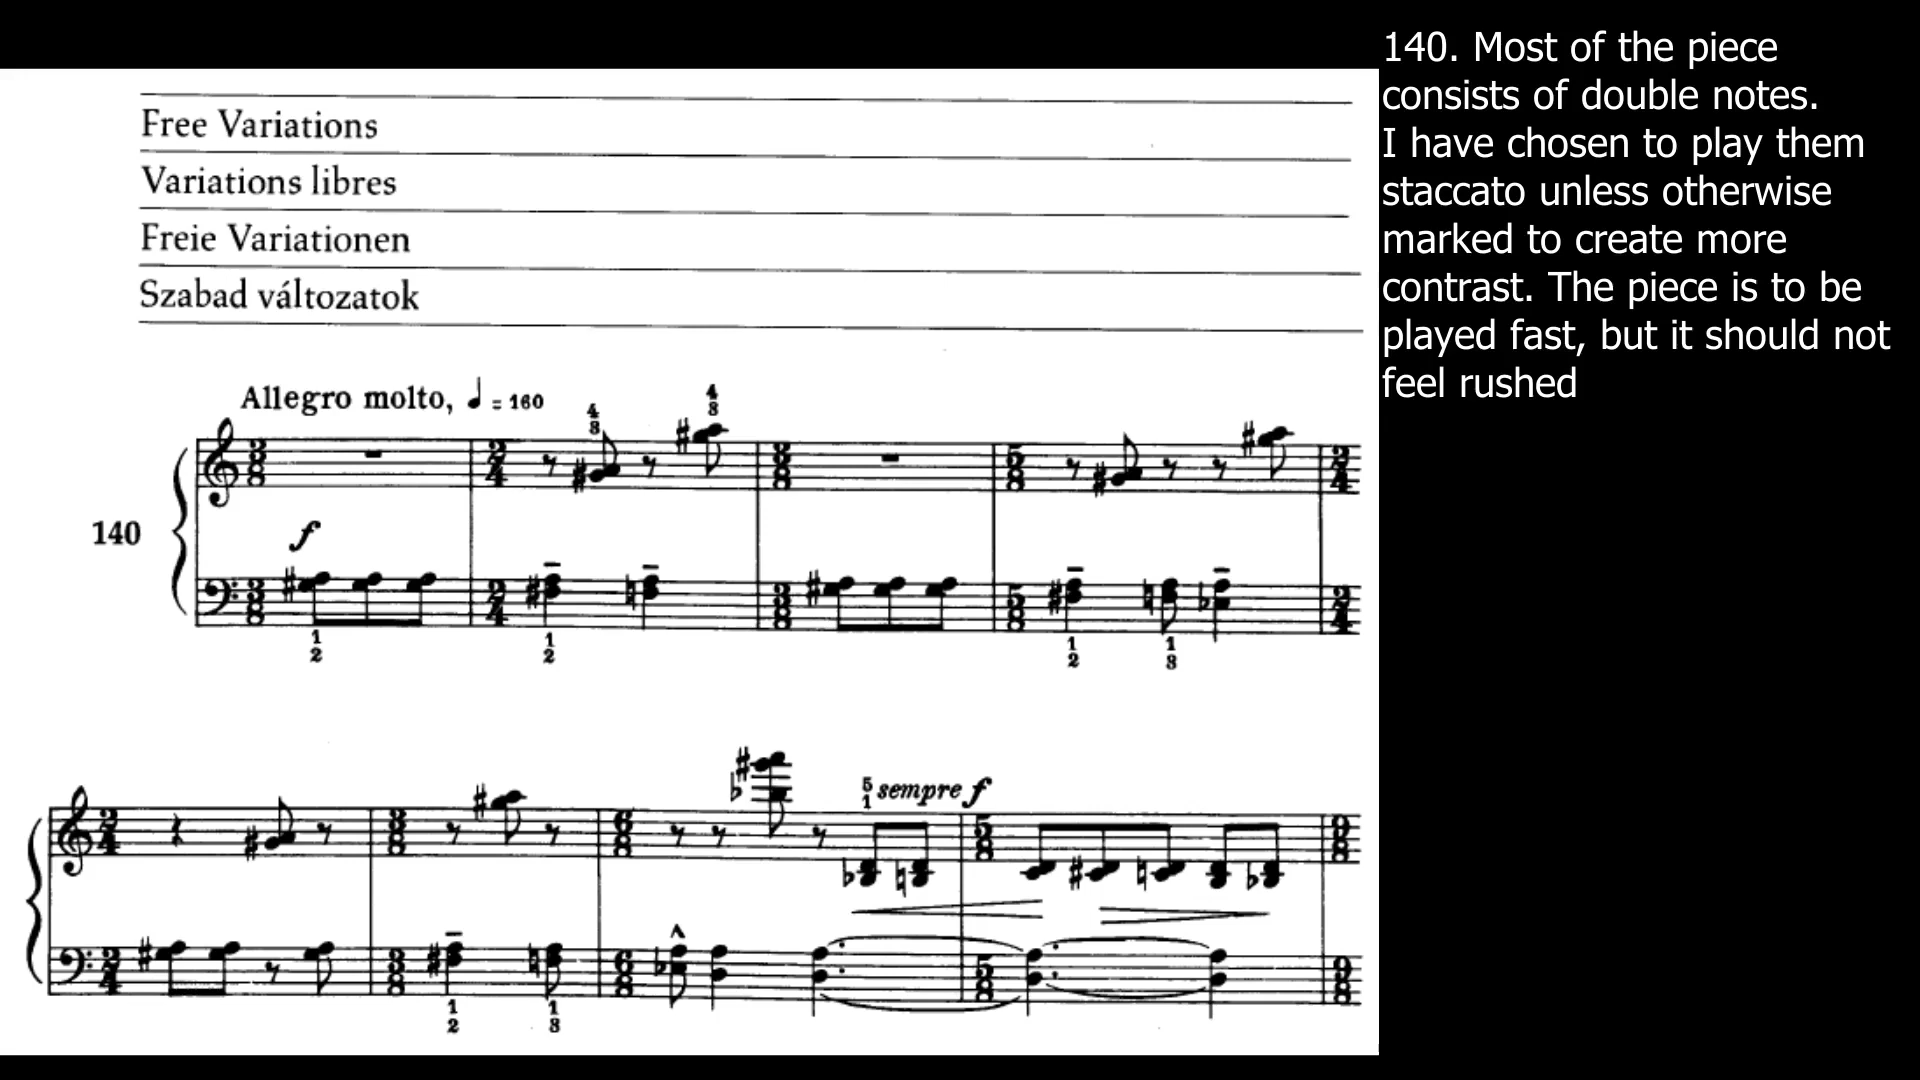 Free Variations
Variations libres
Freie Variationen
Szabad változatok
Allegro molto, ♩ = 160
140
f
sempre f
140. Most of the piece
consists of double notes.
I have chosen to play them
staccato unless otherwise
marked to create more
contrast. The piece is to be
played fast, but it should not
feel rushed